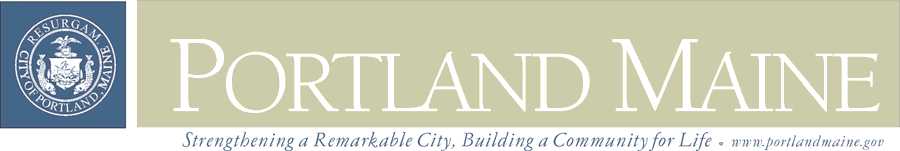 RESURGAM
CITY OF PORTLAND MAINE
PORTLAND MAINE
Strengthening a Remarkable City, Building a Community for Life • www.portlandmaine.gov